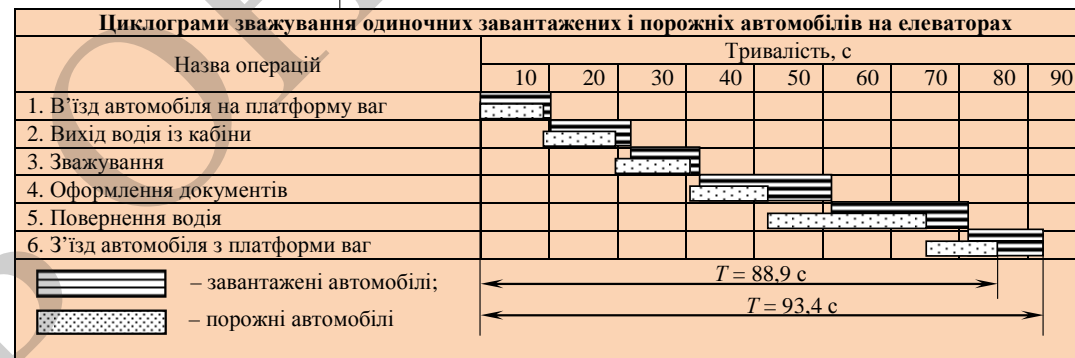 Циклограми зважування одиночних завантажених і порожніх автомобілів на елеваторах
Назва операцій
Тривалість, с
10 20 30 40 50 60 70 80 90
1. В’їзд автомобіля на платформу ваг
2. Вихід водія із кабіни
3. Зважування
4. Оформлення документів
5. Повернення водія
6. З’їзд автомобіля з платформи ваг
– завантажені автомобілі;
T = 88,9 с
T = 93,4 с
– порожні автомобілі